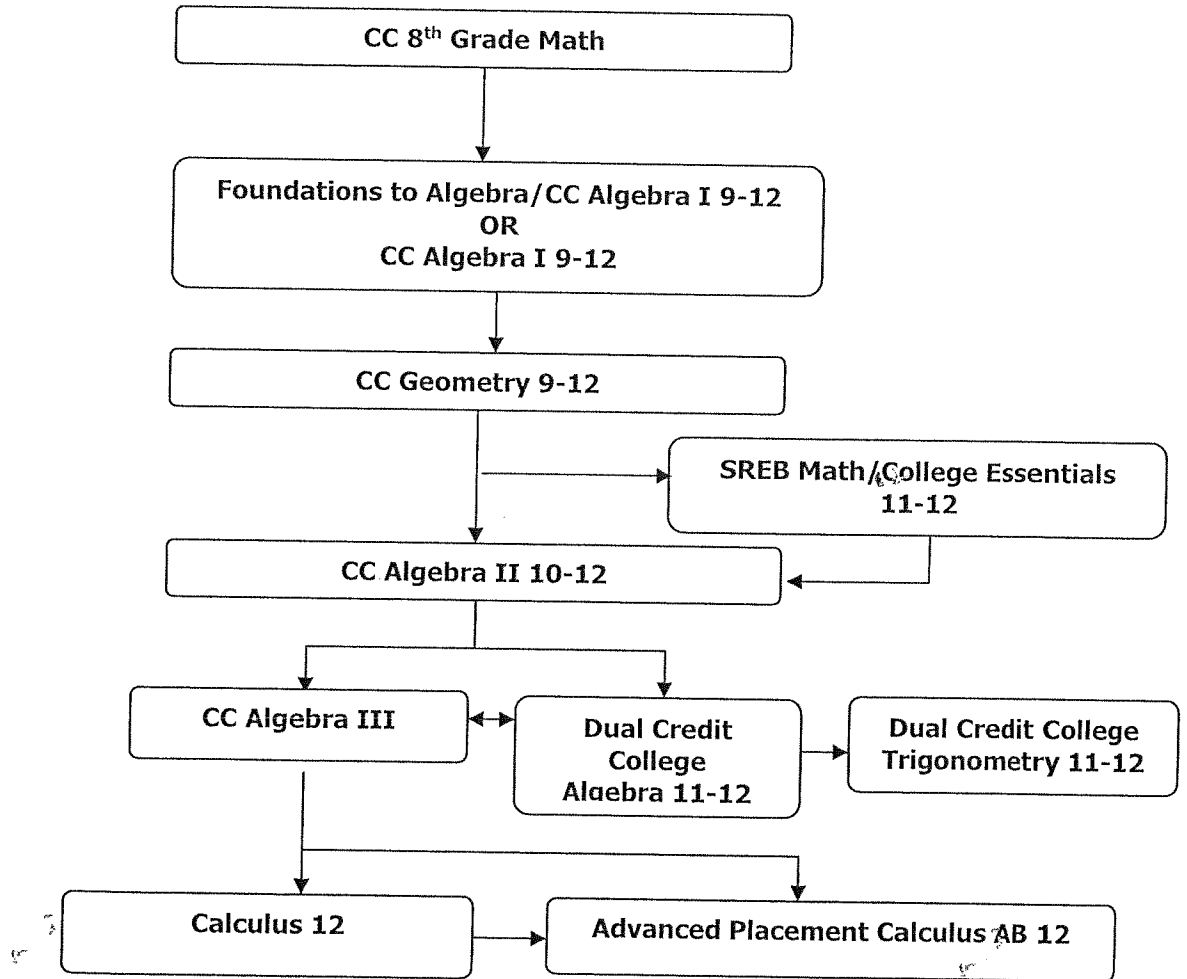 CC 8th Grade Math
Foundations to Algebra/CC Algebra I 9-12
OR
CC Algebra I 9-12
CC Geometry 9-12
SREB Math/College Essentials
11-12
CC Algebra II 10-12
CC Algebra III
Dual Credit
College
Algebra 11-12
Dual Credit College
Trigonometry 11-12
Calculus 12
Advanced Placement Calculus AB 12